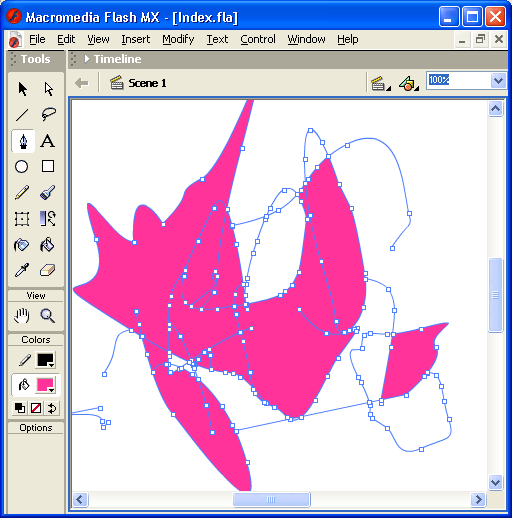 Macromedia Flash MX - [Index.fla]
File Edit View Insert Modify Text Control Window Help
Tools
Timeline
Scene 1
100%
A
View
Colors
Options